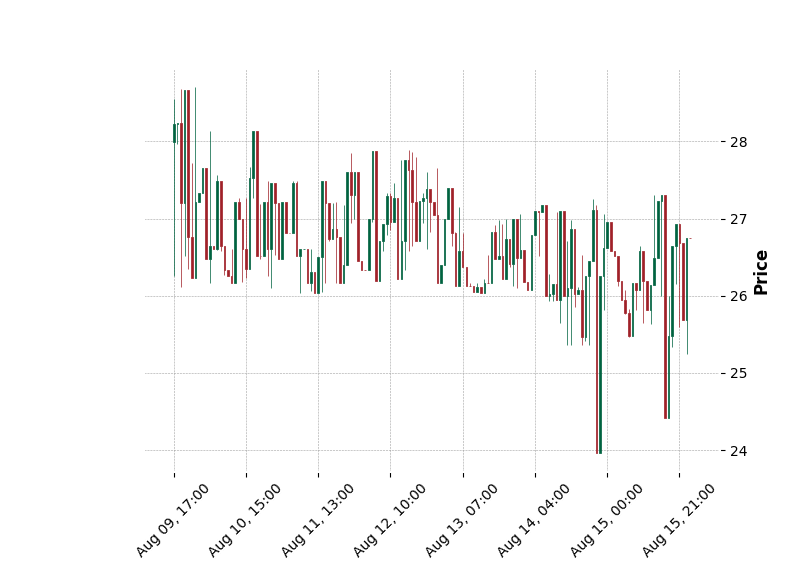 28
27
26
25
24
Price
Aug 09, 17:00
Aug 10, 15:00
Aug 11, 13:00
Aug 12, 10:00
Aug 13, 07:00
Aug 14, 04:00
Aug 15, 00:00
Aug 15, 21:00